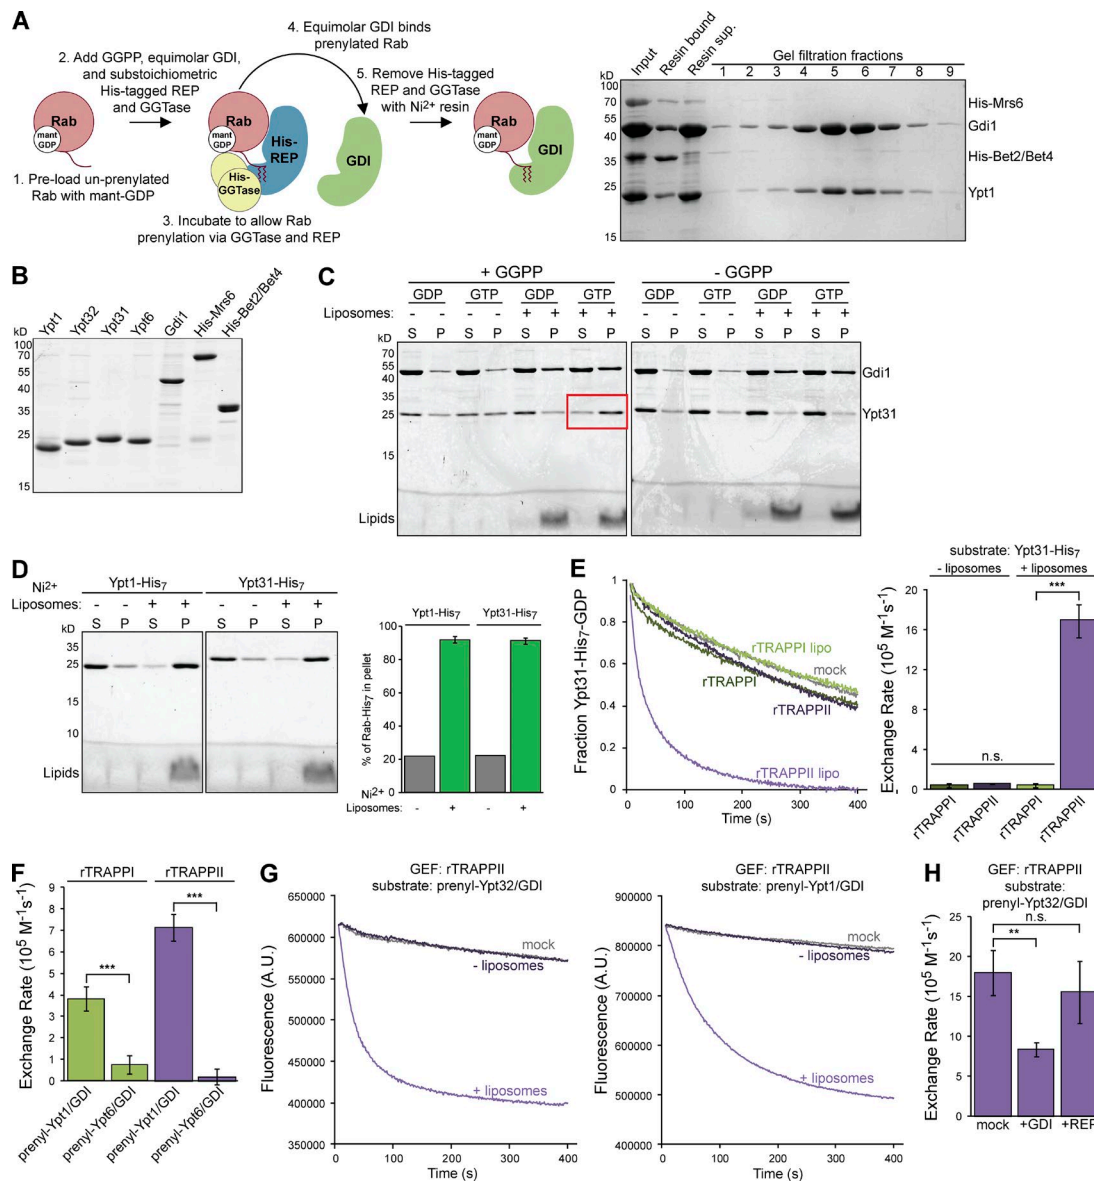 A
1. Pre-load un-prenylated
Rab with mant-GDP
Rab
mant
GDP
2. Add GGPP, equimolar GDI,
and substoichiometric
His-tagged REP
and GGTase
Rab
mant
GDP
His-
REP
His-
GGTase
3. Incubate to allow Rab
prenylation via GGTase and REP
4. Equimolar GDI binds
prenylated Rab
GDI
5. Remove His-tagged
REP and GGTase
with Ni2+ resin
Rab
mant
GDP
GDI
Input
Resin bound
Resin sup.
Gel filtration fractions
1 2 3 4 5 6 7 8 9
kD
100
70
55
40
35
25
15
His-Mrs6
Gdi1
His-Bet2/Bet4
Ypt1
B
Ypt1
Ypt32
Ypt31
Ypt6
Gdi1
His-Mrs6
His-Bet2/Bet4
kD
100
70
55
40
35
25
15
C
+ GGPP
- GGPP
GDP GTP GDP GTP GDP GTP GDP GTP
Liposomes: - - + + + + - - + + + +
S P S P S P S P S P S P S P S P
kD
100
70
55
40
35
25
15
Gdi1
Ypt31
Lipids
D
Ypt1-His7 Ypt31-His7
Ni2+
Liposomes: - - + + - - + +
S P S P S P S P
kD
35
25
15
10
Lipids
Ypt1-His7 Ypt31-His7
% of Rab-His7 in pellet
100
80
60
40
20
0
Ni2+
Liposomes: - + - +
E
Fraction Ypt31-His7-GDP
1
0.8
0.6
0.4
0.2
0
rTRAPPI lipo
mock
rTRAPPI
rTRAPPII
rTRAPPII lipo
0 100 200 300 400
Time (s)
substrate: Ypt31-His7
- liposomes + liposomes
***
n.s.
Exchange Rate (10^5 M-1s-1)
20
16
12
8
4
0
rTRAPPI
rTRAPPII
rTRAPPI
rTRAPPII
F
rTRAPPI rTRAPPII
***
***
Exchange Rate (10^5 M-1s-1)
9
8
7
6
5
4
3
2
1
0
prenyl-Ypt1/GDI
prenyl-Ypt6/GDI
prenyl-Ypt1/GDI
prenyl-Ypt6/GDI
G
GEF: rTRAPPII
substrate: prenyl-Ypt32/GDI
Fluorescence (A.U.)
650000
600000
550000
500000
450000
400000
350000
mock
- liposomes
+ liposomes
0 100 200 300 400
Time (s)
GEF: rTRAPPII
substrate: prenyl-Ypt1/GDI
Fluorescence (A.U.)
900000
800000
700000
600000
500000
400000
mock
- liposomes
+ liposomes
0 100 200 300 400
Time (s)
H
GEF: rTRAPPII
substrate:
prenyl-Ypt32/GDI
n.s.
**
Exchange Rate (10^5 M-1s-1)
25
20
15
10
5
0
mock +GDI +REP